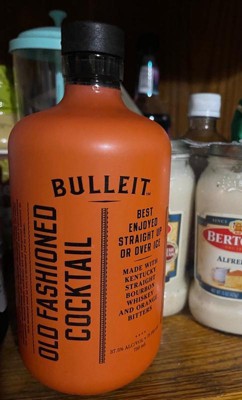 BULLEIT
OLD FASHIONED
COCKTAIL
BEST
ENJOYED
STRAIGHT UP
OR OVER ICE
MADE WITH
KENTUCKY
STRAIGHT
BOURBON
WHISKEY
AND ORANGE
BITTERS
BERTO
ALFRE